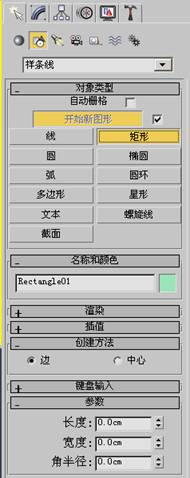 样条线
- 对象类型
自动栅格
开始新图形
线 矩形
圆 椭圆
弧 圆环
多边形 星形
文本 螺旋线
截面
- 名称和颜色
Rectangle01
+ 渲染
+ 插值
- 创建方法
边 中心
+ 键盘输入
- 参数
长度: 0.0cm
宽度: 0.0cm
角半径: 0.0cm